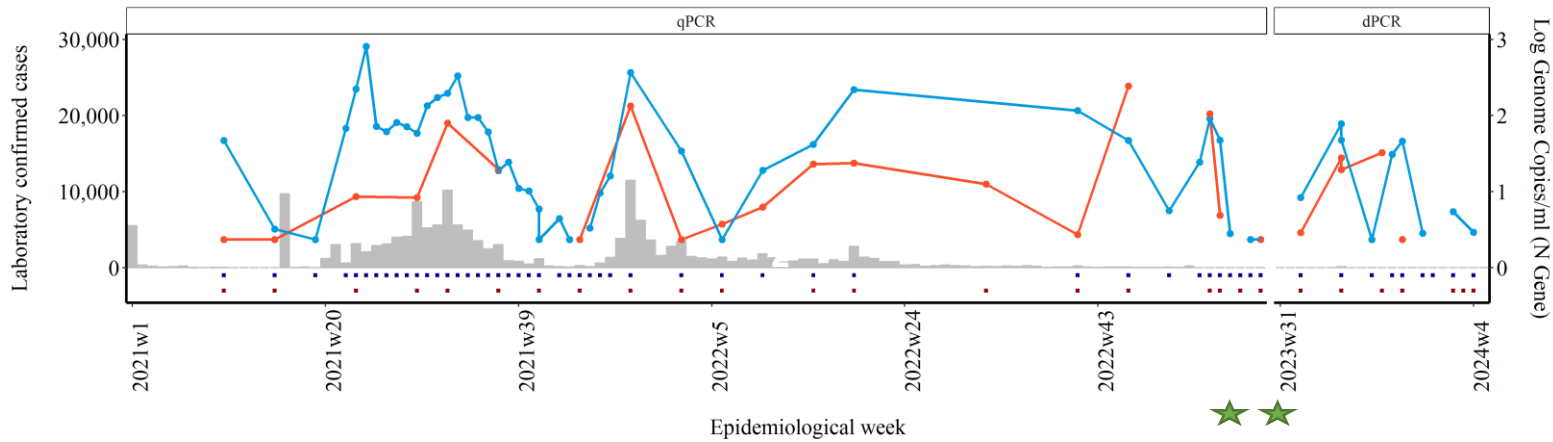 qPCR
dPCR
Laboratory confirmed cases
30,000
20,000
10,000
0
3
2
1
0
Log Genome Copies/ml (N Gene)
2021w1
2021w20
2021w39
2022w5
2022w24
2022w43
2023w31
2024w4
Epidemiological week